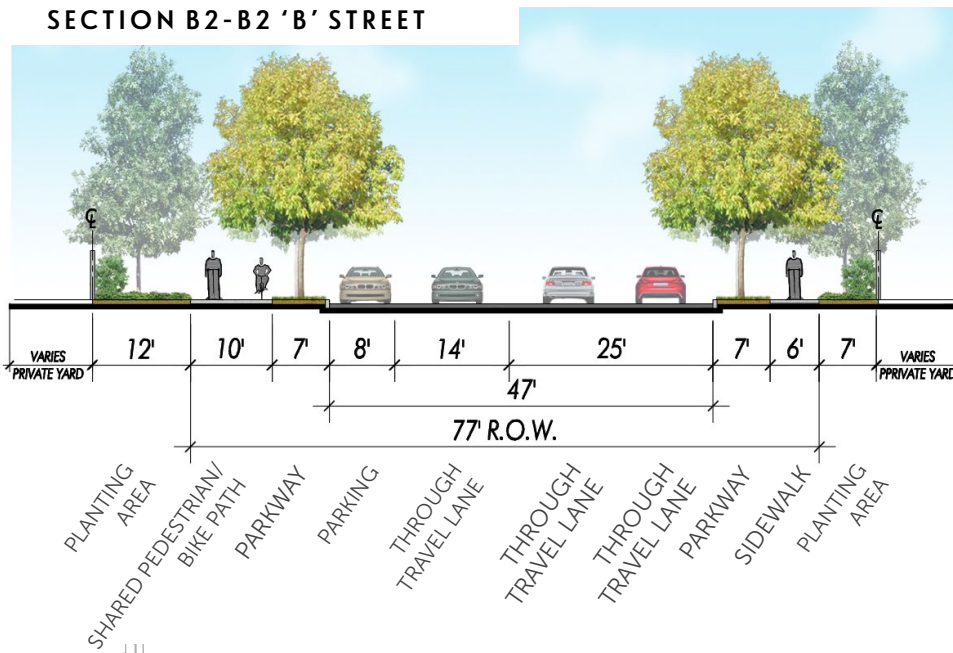 SECTION B2-B2 ‘B’ STREET
℄
℄
VARIES
PRIVATE YARD
12'
10'
7'
8'
14'
25'
7'
6'
7'
VARIES
PPRIVATE YARD
47'
77' R.O.W.
PLANTING
AREA
SHARED PEDESTRIAN/
BIKE PATH
PARKWAY
PARKING
THROUGH
TRAVEL LANE
THROUGH
TRAVEL LANE
THROUGH
TRAVEL LANE
PARKWAY
SIDEWALK
PLANTING
AREA